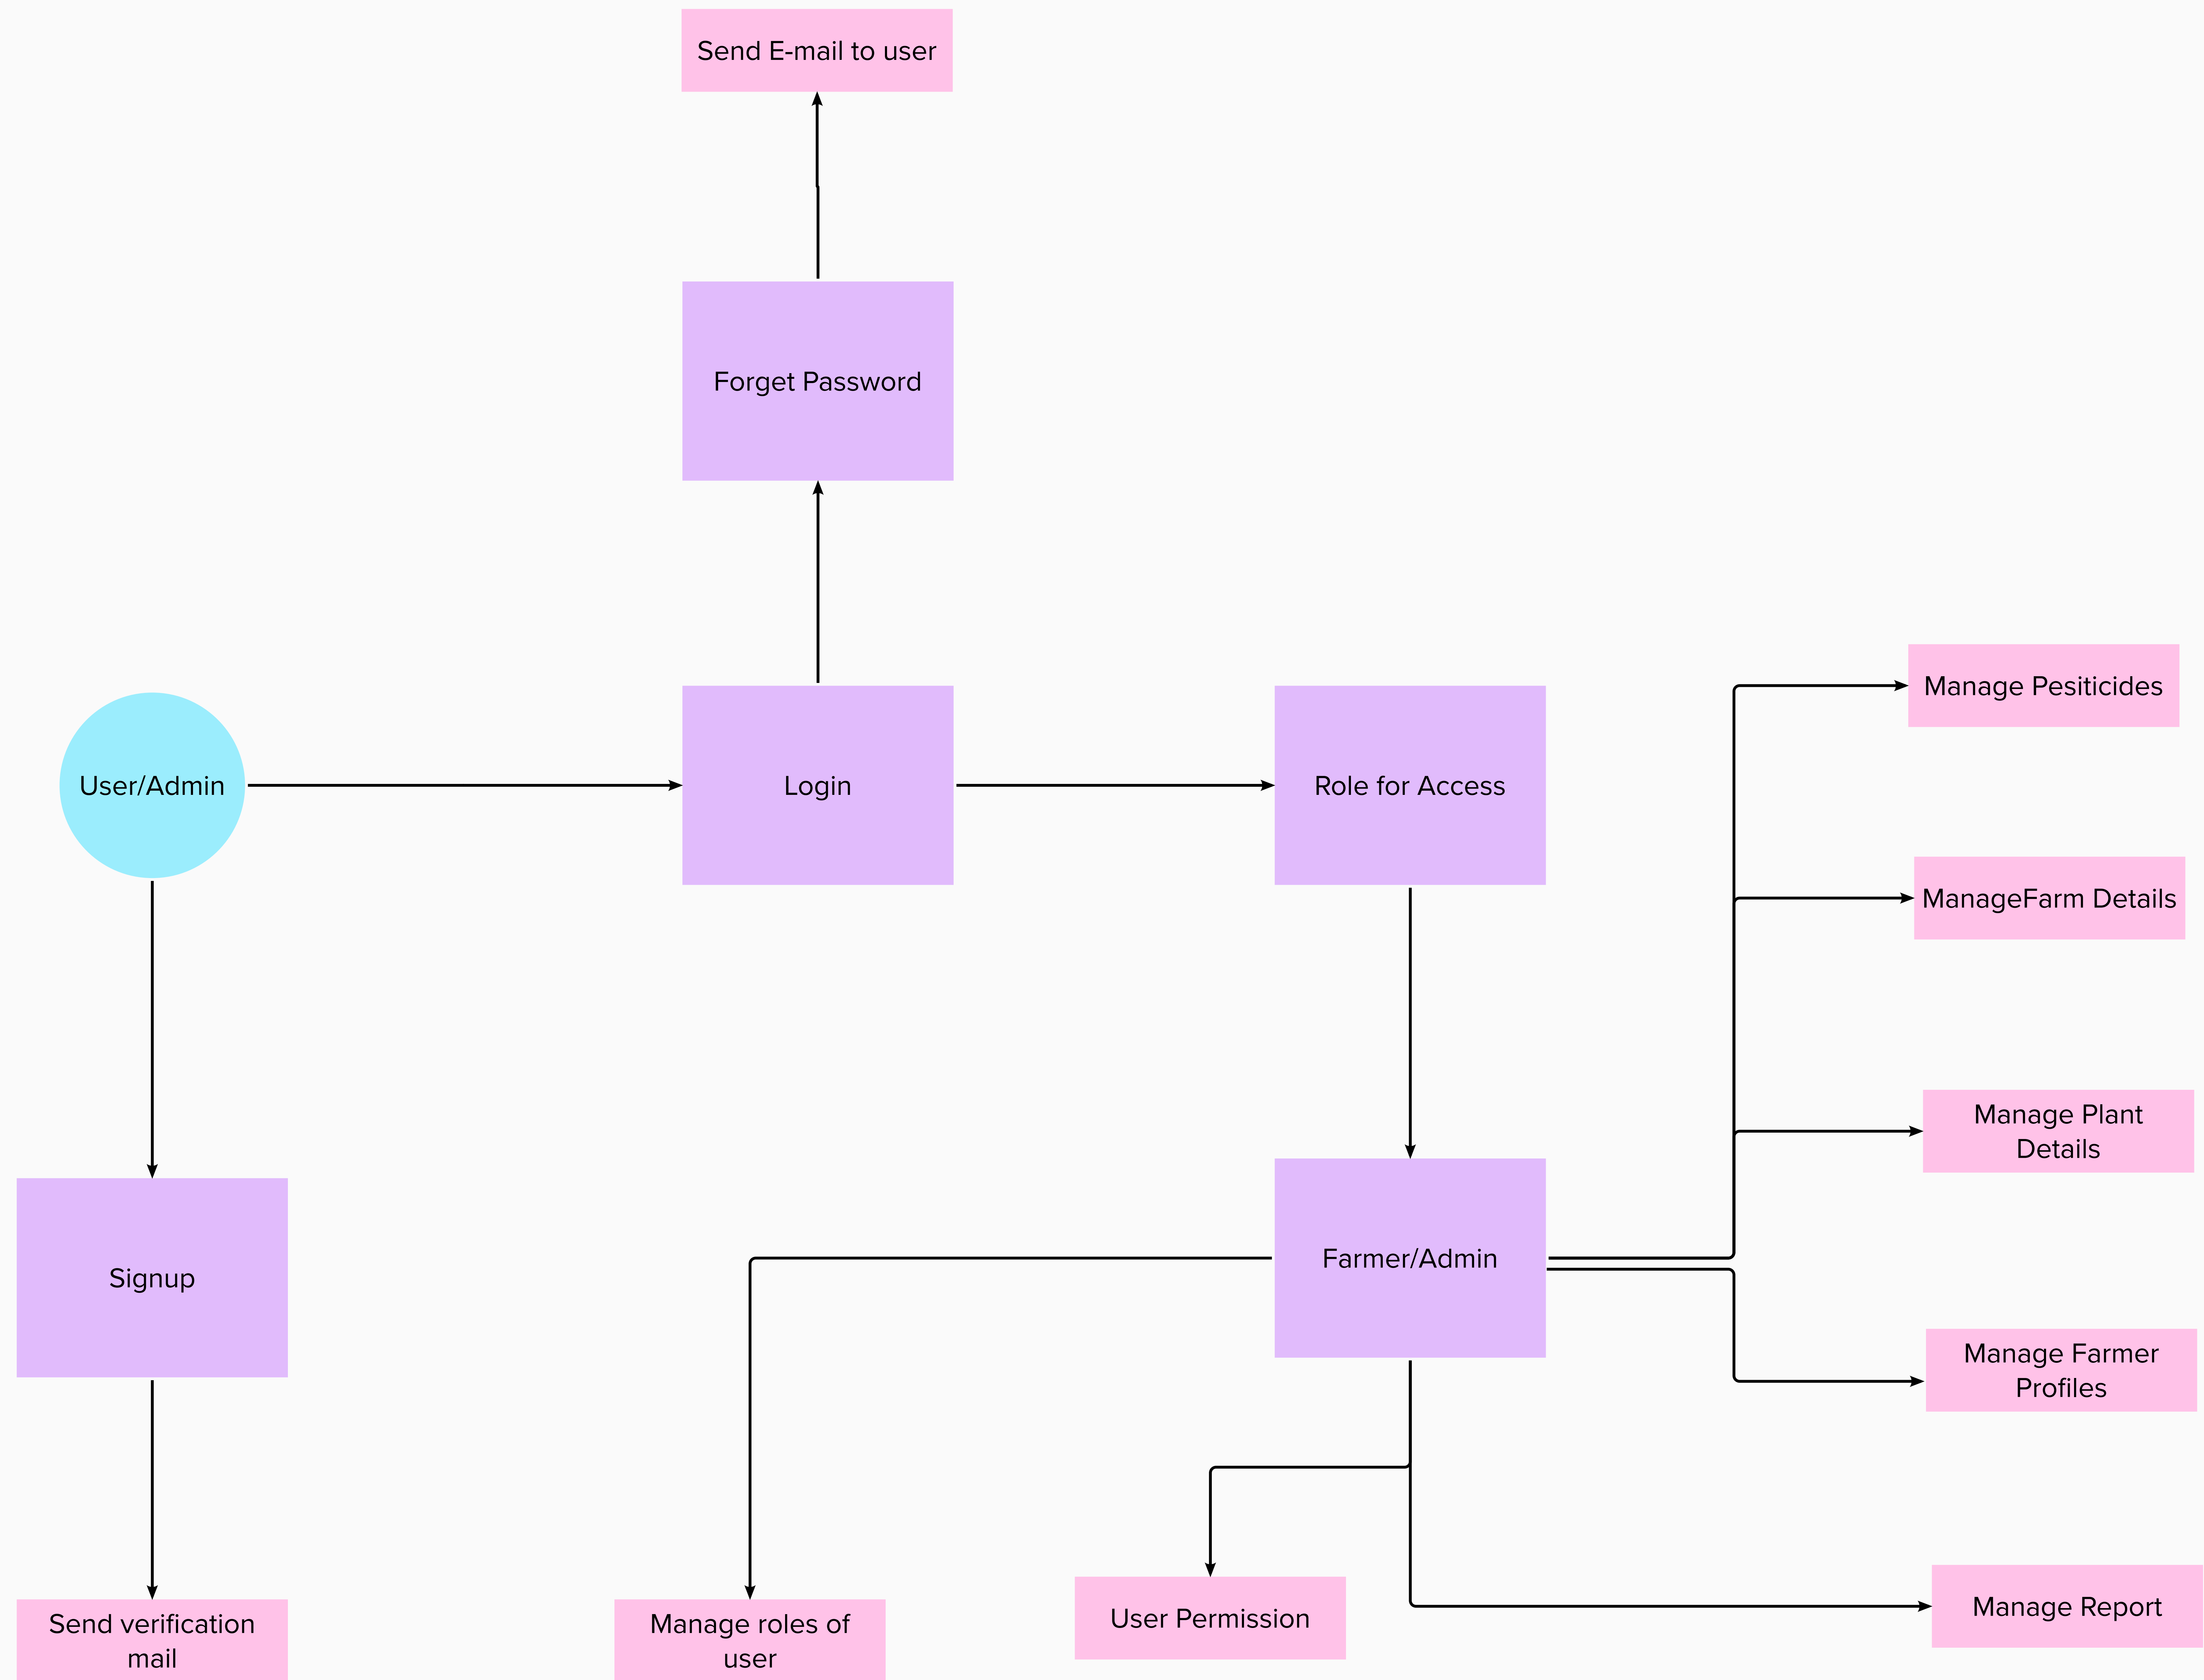 Send E-mail to user
Forget Password
User/Admin
Login
Role for Access
Manage Pesiticides
ManageFarm Details
Manage Plant
Details
Signup
Farmer/Admin
Manage Farmer
Profiles
Send verification
mail
Manage roles of
user
User Permission
Manage Report